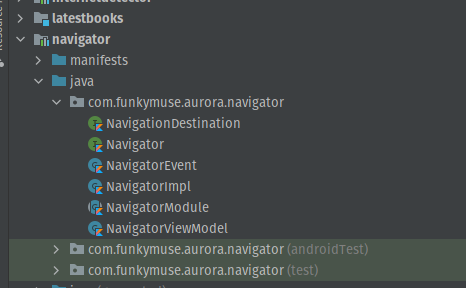 latestbooks
navigator
manifests
java
com.funkymuse.aurora.navigator
NavigationDestination
Navigator
NavigatorEvent
NavigatorImpl
NavigatorModule
NavigatorViewModel
com.funkymuse.aurora.navigator (androidTest)
com.funkymuse.aurora.navigator (test)